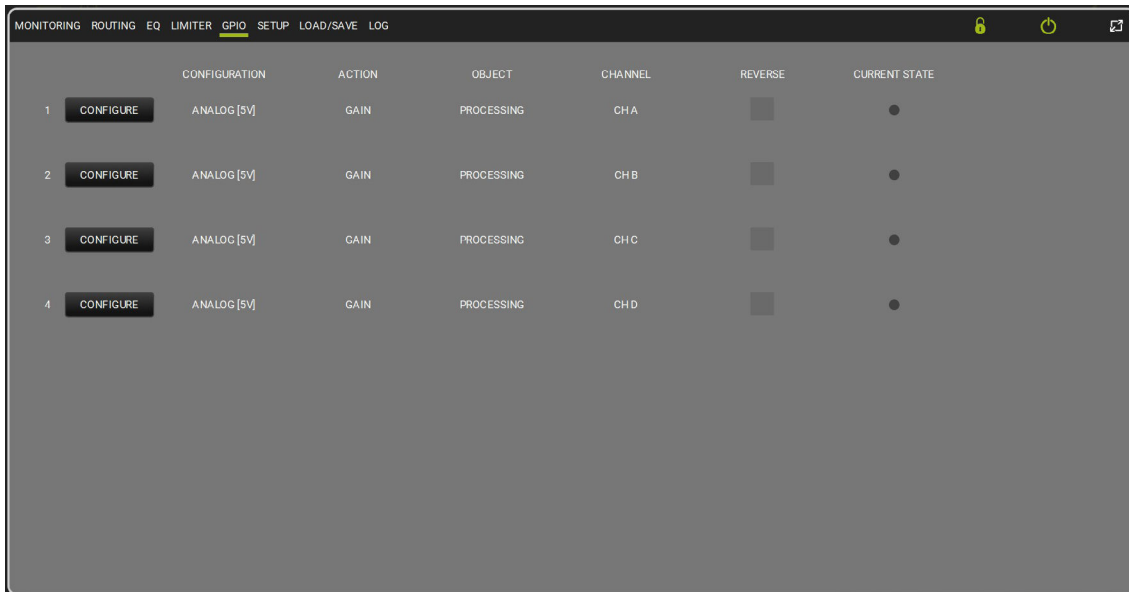 MONITORING ROUTING EQ LIMITER GPIO SETUP LOAD/SAVE LOG
CONFIGURATION ACTION OBJECT CHANNEL REVERSE CURRENT STATE
1 CONFIGURE ANALOG [5V] GAIN PROCESSING CH A
2 CONFIGURE ANALOG [5V] GAIN PROCESSING CH B
3 CONFIGURE ANALOG [5V] GAIN PROCESSING CH C
4 CONFIGURE ANALOG [5V] GAIN PROCESSING CH D